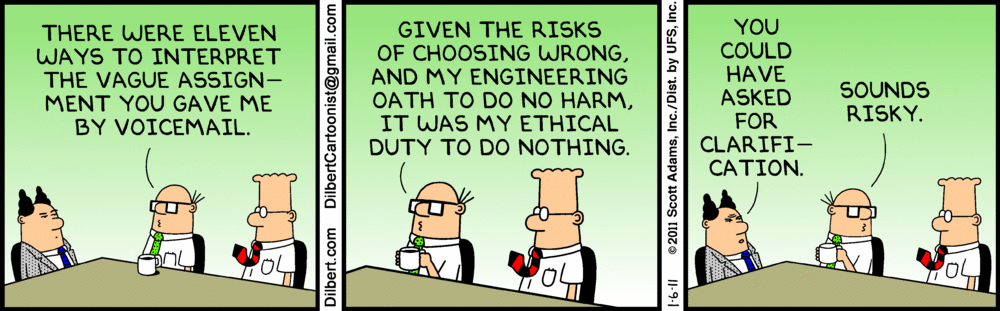 THERE WERE ELEVEN
WAYS TO INTERPRET
THE VAGUE ASSIGN–
MENT YOU GAVE ME
BY VOICEMAIL.
Dilbert.com DilbertCartoonist@gmail.com
GIVEN THE RISKS
OF CHOOSING WRONG,
AND MY ENGINEERING
OATH TO DO NO HARM,
IT WAS MY ETHICAL
DUTY TO DO NOTHING.
1-6-11 ©2011 Scott Adams, Inc./Dist. by UFS, Inc.
YOU
COULD
HAVE
ASKED
FOR
CLARIFI–
CATION.
SOUNDS
RISKY.